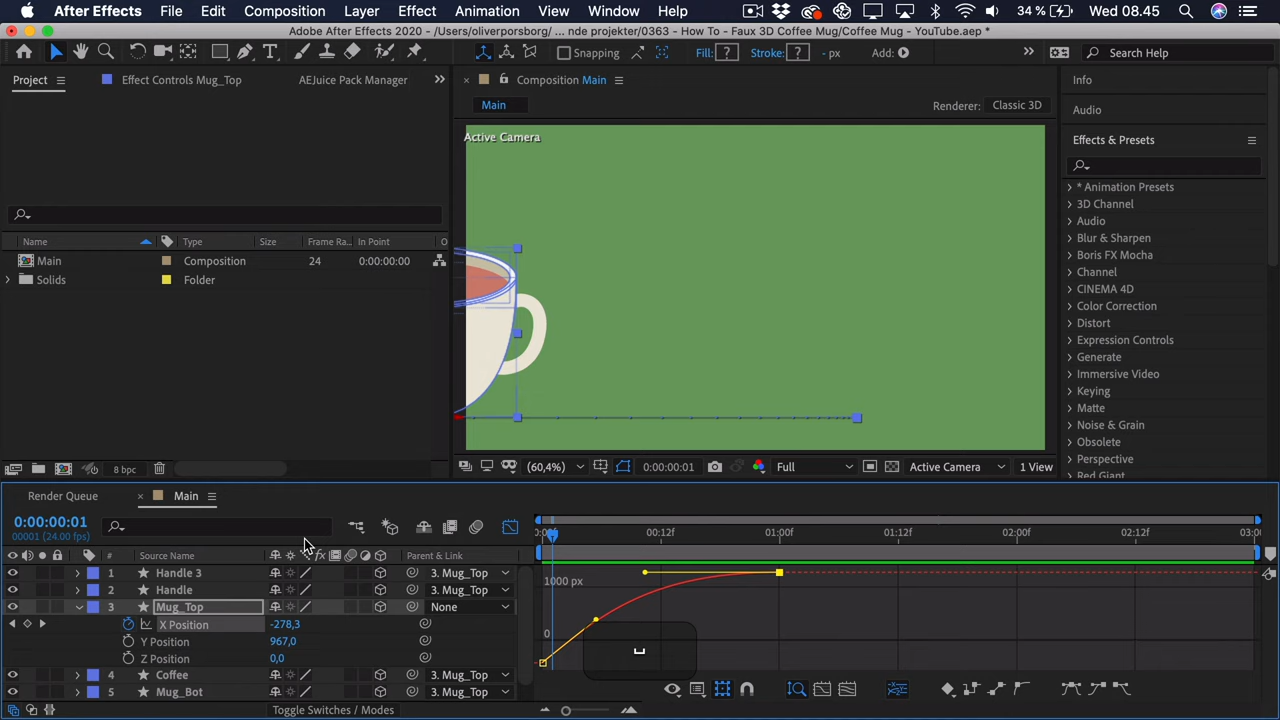 After Effects File Edit Composition Layer Effect Animation View Window Help 34 % Wed 08.45
Adobe After Effects 2020 - /Users/oliverporsborg/ ... nde projekter/0363 - How To - Faux 3D Coffee Mug/Coffee Mug - YouTube.aep *
Snapping Fill: ? Stroke: ? - px Add: >> Search Help
Project Effect Controls Mug_Top AEJuice Pack Manager >> × Composition Main Info
Main Renderer: Classic 3D Audio
Active Camera Effects & Presets
Name Type Size Frame Ra... In Point O
Main Composition 24 0:00:00:00
Solids Folder
* Animation Presets
3D Channel
Audio
Blur & Sharpen
Boris FX Mocha
Channel
CINEMA 4D
Color Correction
Distort
Expression Controls
Generate
Immersive Video
Keying
Matte
Noise & Grain
Obsolete
Perspective
Red Giant
8 bpc (60,4%) 0:00:00:01 Full Active Camera 1 View
Render Queue × Main
0:00:00:01
00001 (24.00 fps)
00:12f 01:00f 01:12f 02:00f 02:12f 03:0
# Source Name fx Parent & Link
1 Handle 3 3. Mug_Top
2 Handle 3. Mug_Top
3 Mug_Top None
X Position -278,3
Y Position 967,0
Z Position 0,0
4 Coffee 3. Mug_Top
5 Mug_Bot 3. Mug_Top
1000 px
0
Toggle Switches / Modes